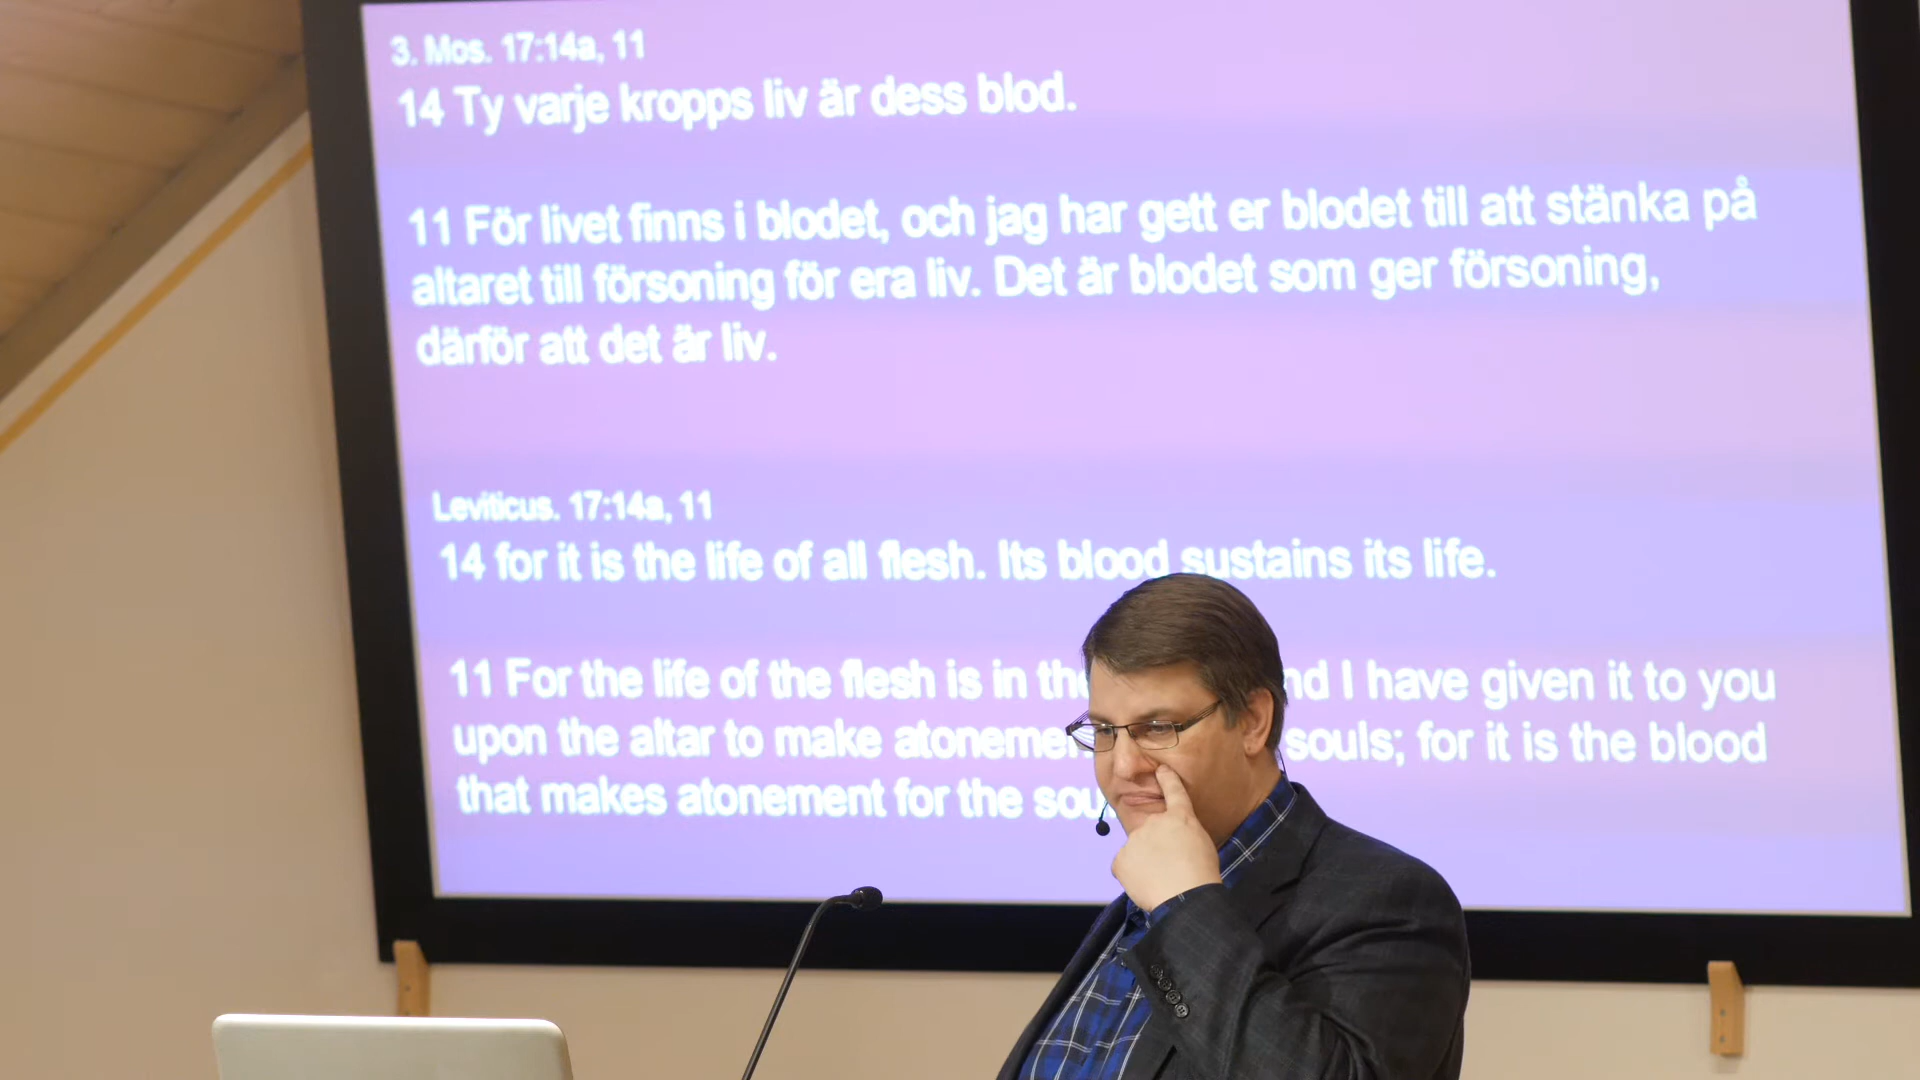 3. Mos. 17:14a, 11
14 Ty varje kropps liv är dess blod.
11 För livet finns i blodet, och jag har gett er blodet till att stänka på
altaret till försoning för era liv. Det är blodet som ger försoning,
därför att det är liv.
Leviticus. 17:14a, 11
14 for it is the life of all flesh. Its blood sustains its life.
11 For the life of the flesh is in the nd I have given it to you
upon the altar to make atonemen souls; for it is the blood
that makes atonement for the sou